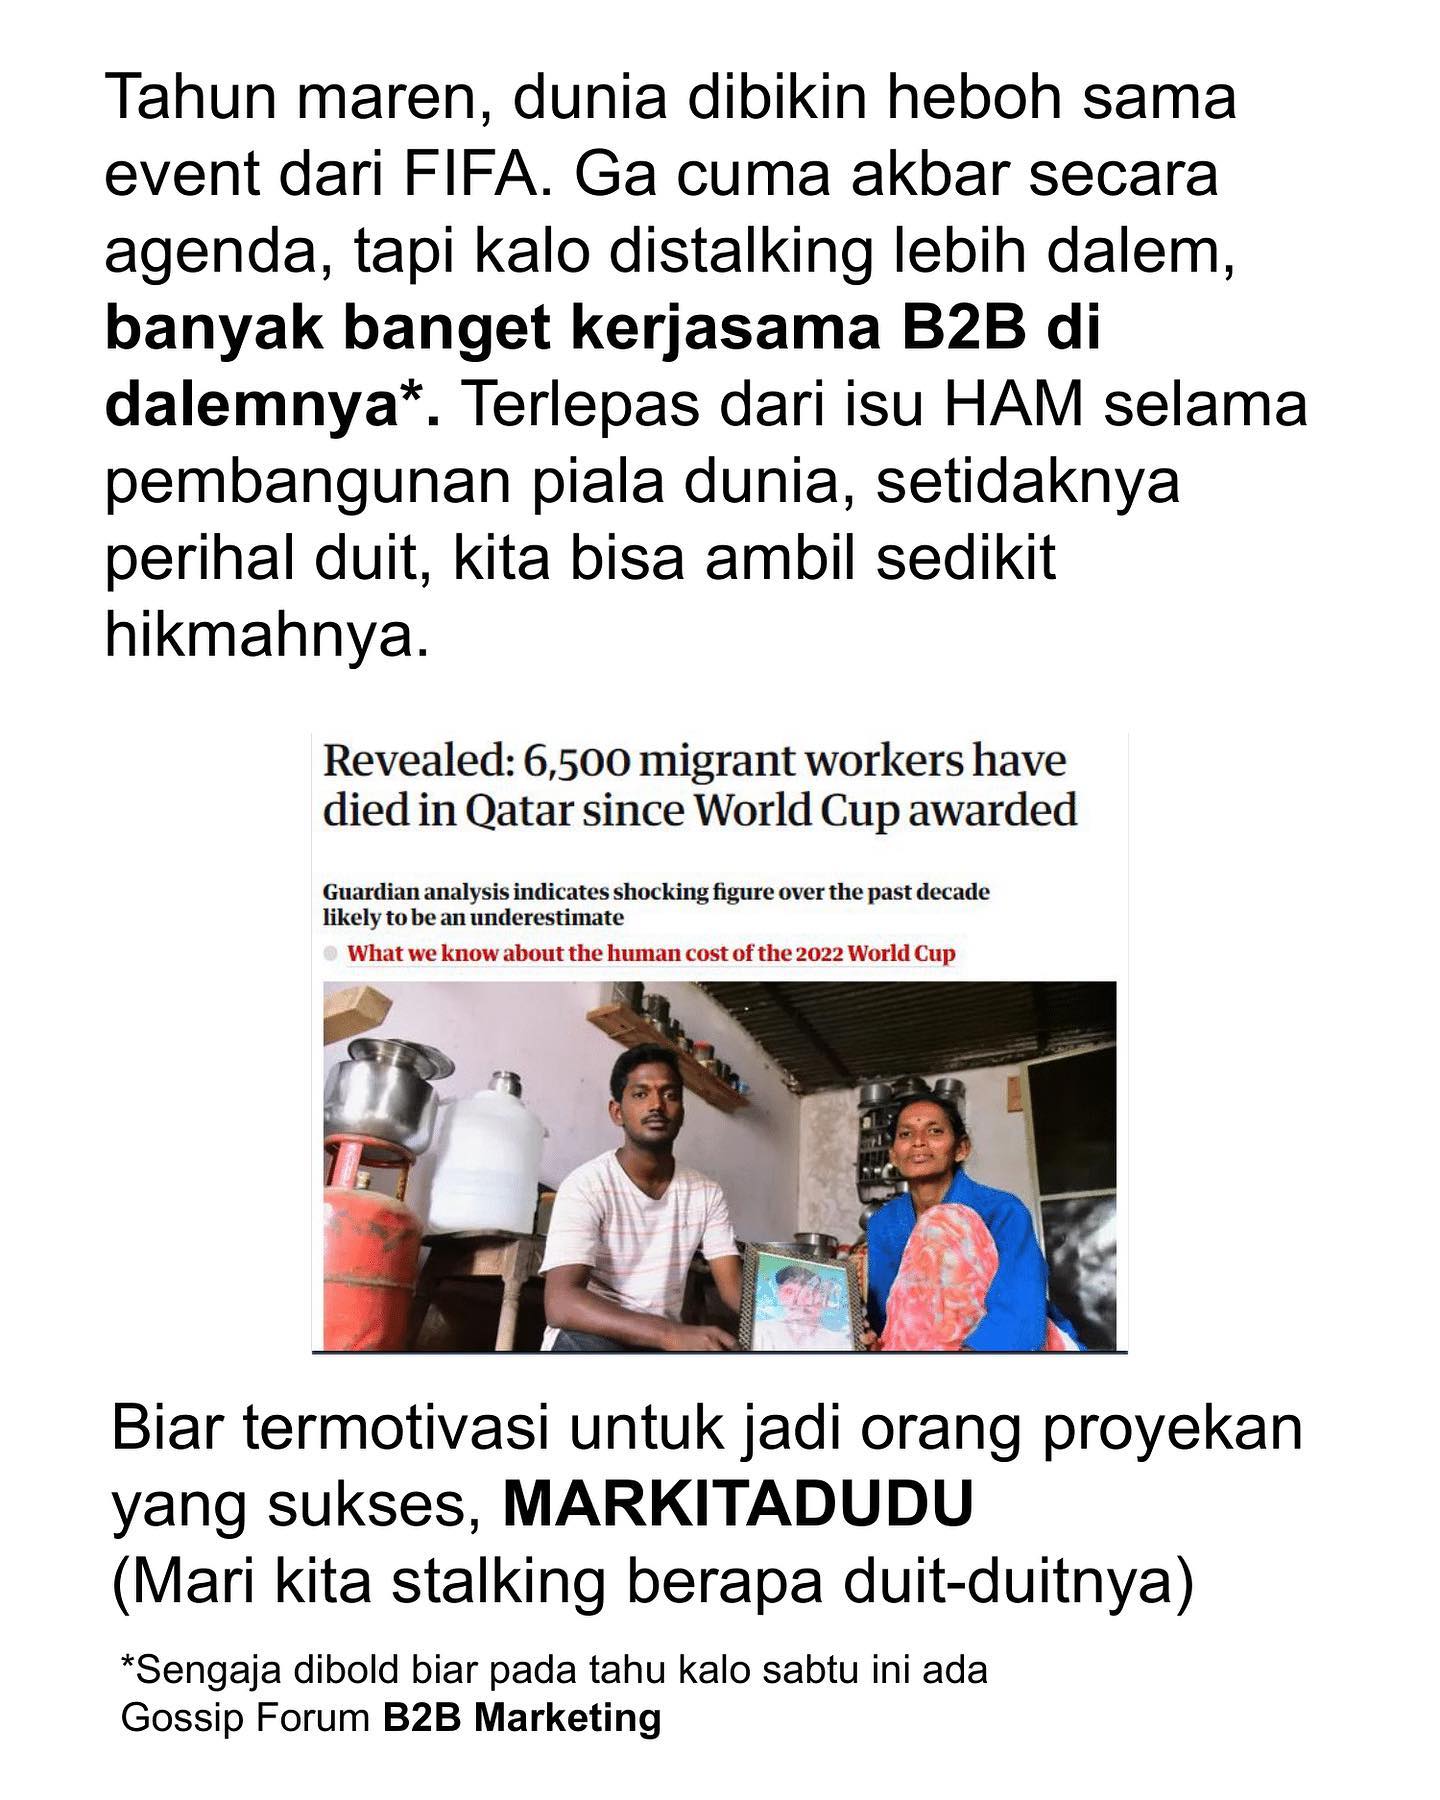 Tahun maren, dunia dibikin heboh sama
event dari FIFA. Ga cuma akbar secara
agenda, tapi kalo distalking lebih dalem,
banyak banget kerjasama B2B di
dalemnya*. Terlepas dari isu HAM selama
pembangunan piala dunia, setidaknya
perihal duit, kita bisa ambil sedikit
hikmahnya.
Revealed: 6,500 migrant workers have
died in Qatar since World Cup awarded
Guardian analysis indicates shocking figure over the past decade
likely to be an underestimate
What we know about the human cost of the 2022 World Cup
Biar termotivasi untuk jadi orang proyekan
yang sukses, MARKITADUDU
(Mari kita stalking berapa duit-duitnya)
*Sengaja dibold biar pada tahu kalo sabtu ini ada
Gossip Forum B2B Marketing